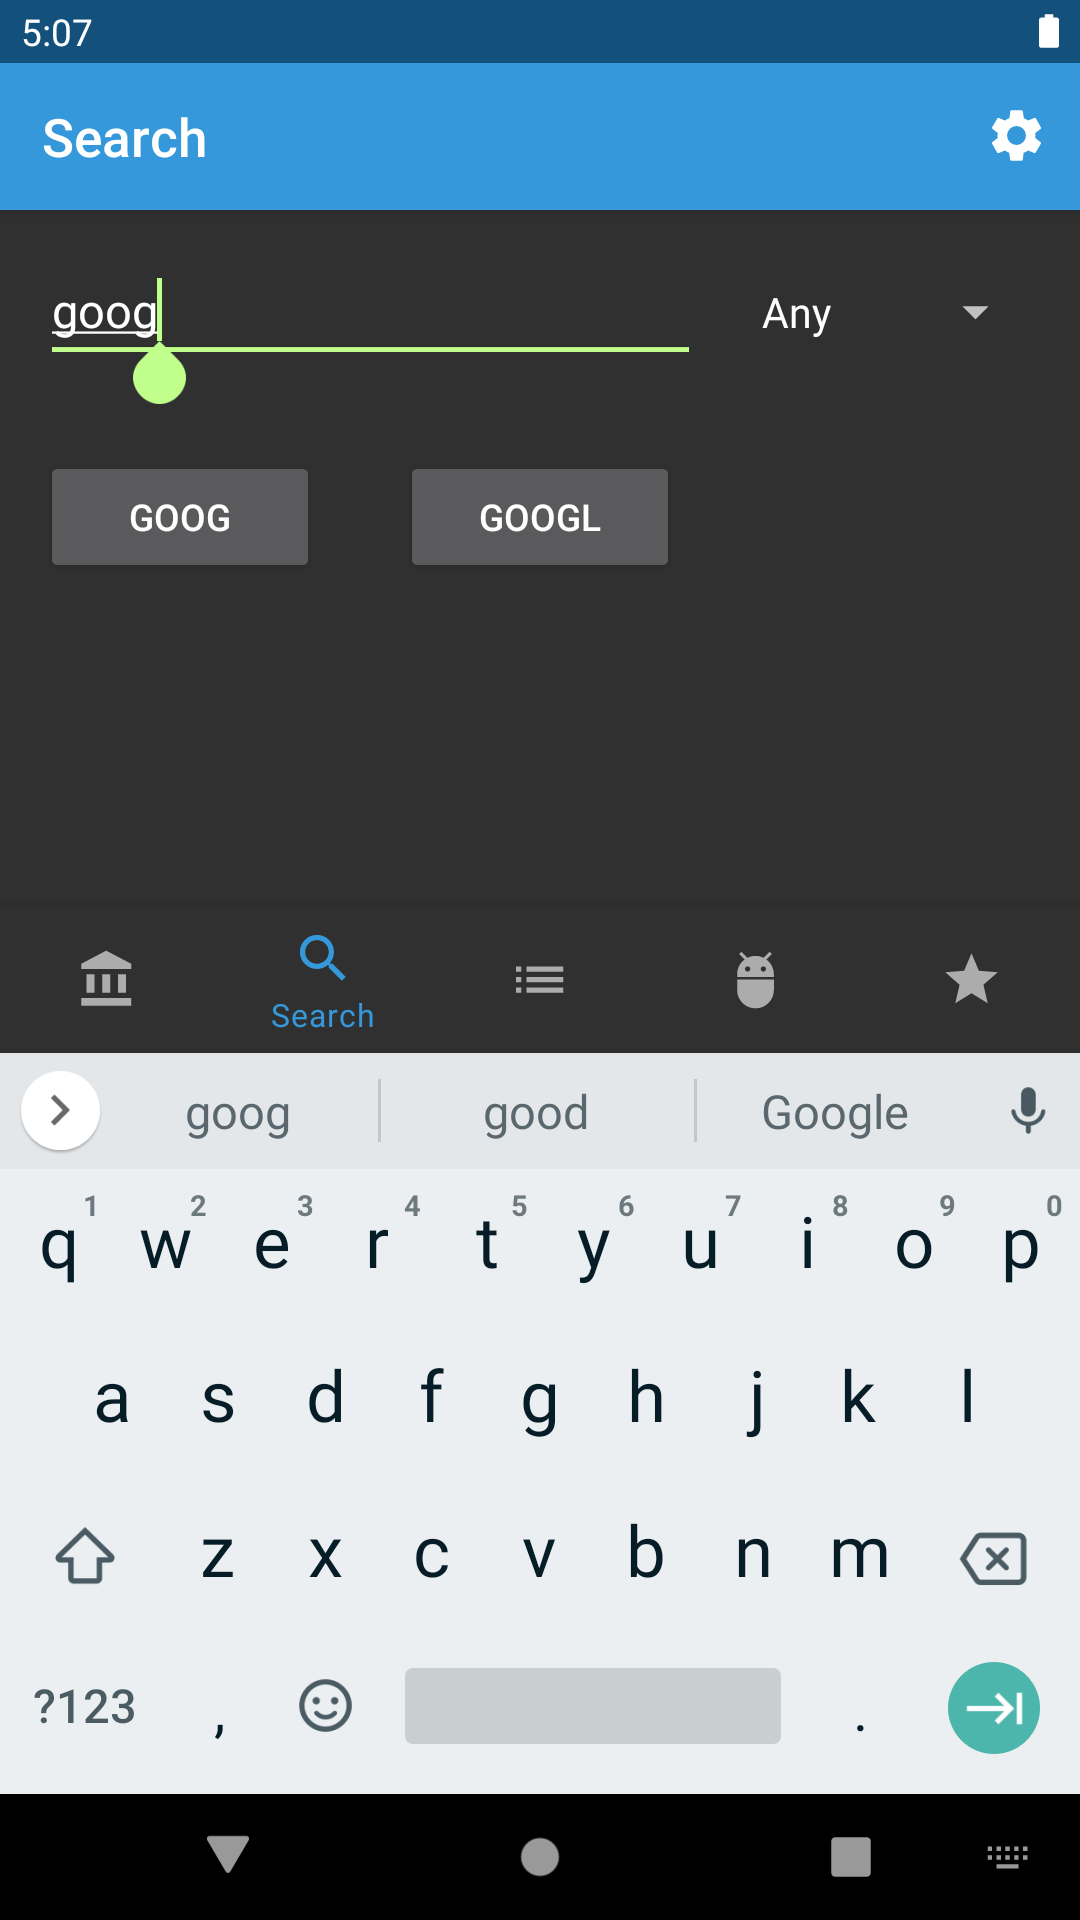 5:07
Search
goog
Any
GOOG GOOGL
Search
goog good Google
1 2 3 4 5 6 7 8 9 0
q w e r t y u i o p
a s d f g h j k l
z x c v b n m
?123 , .